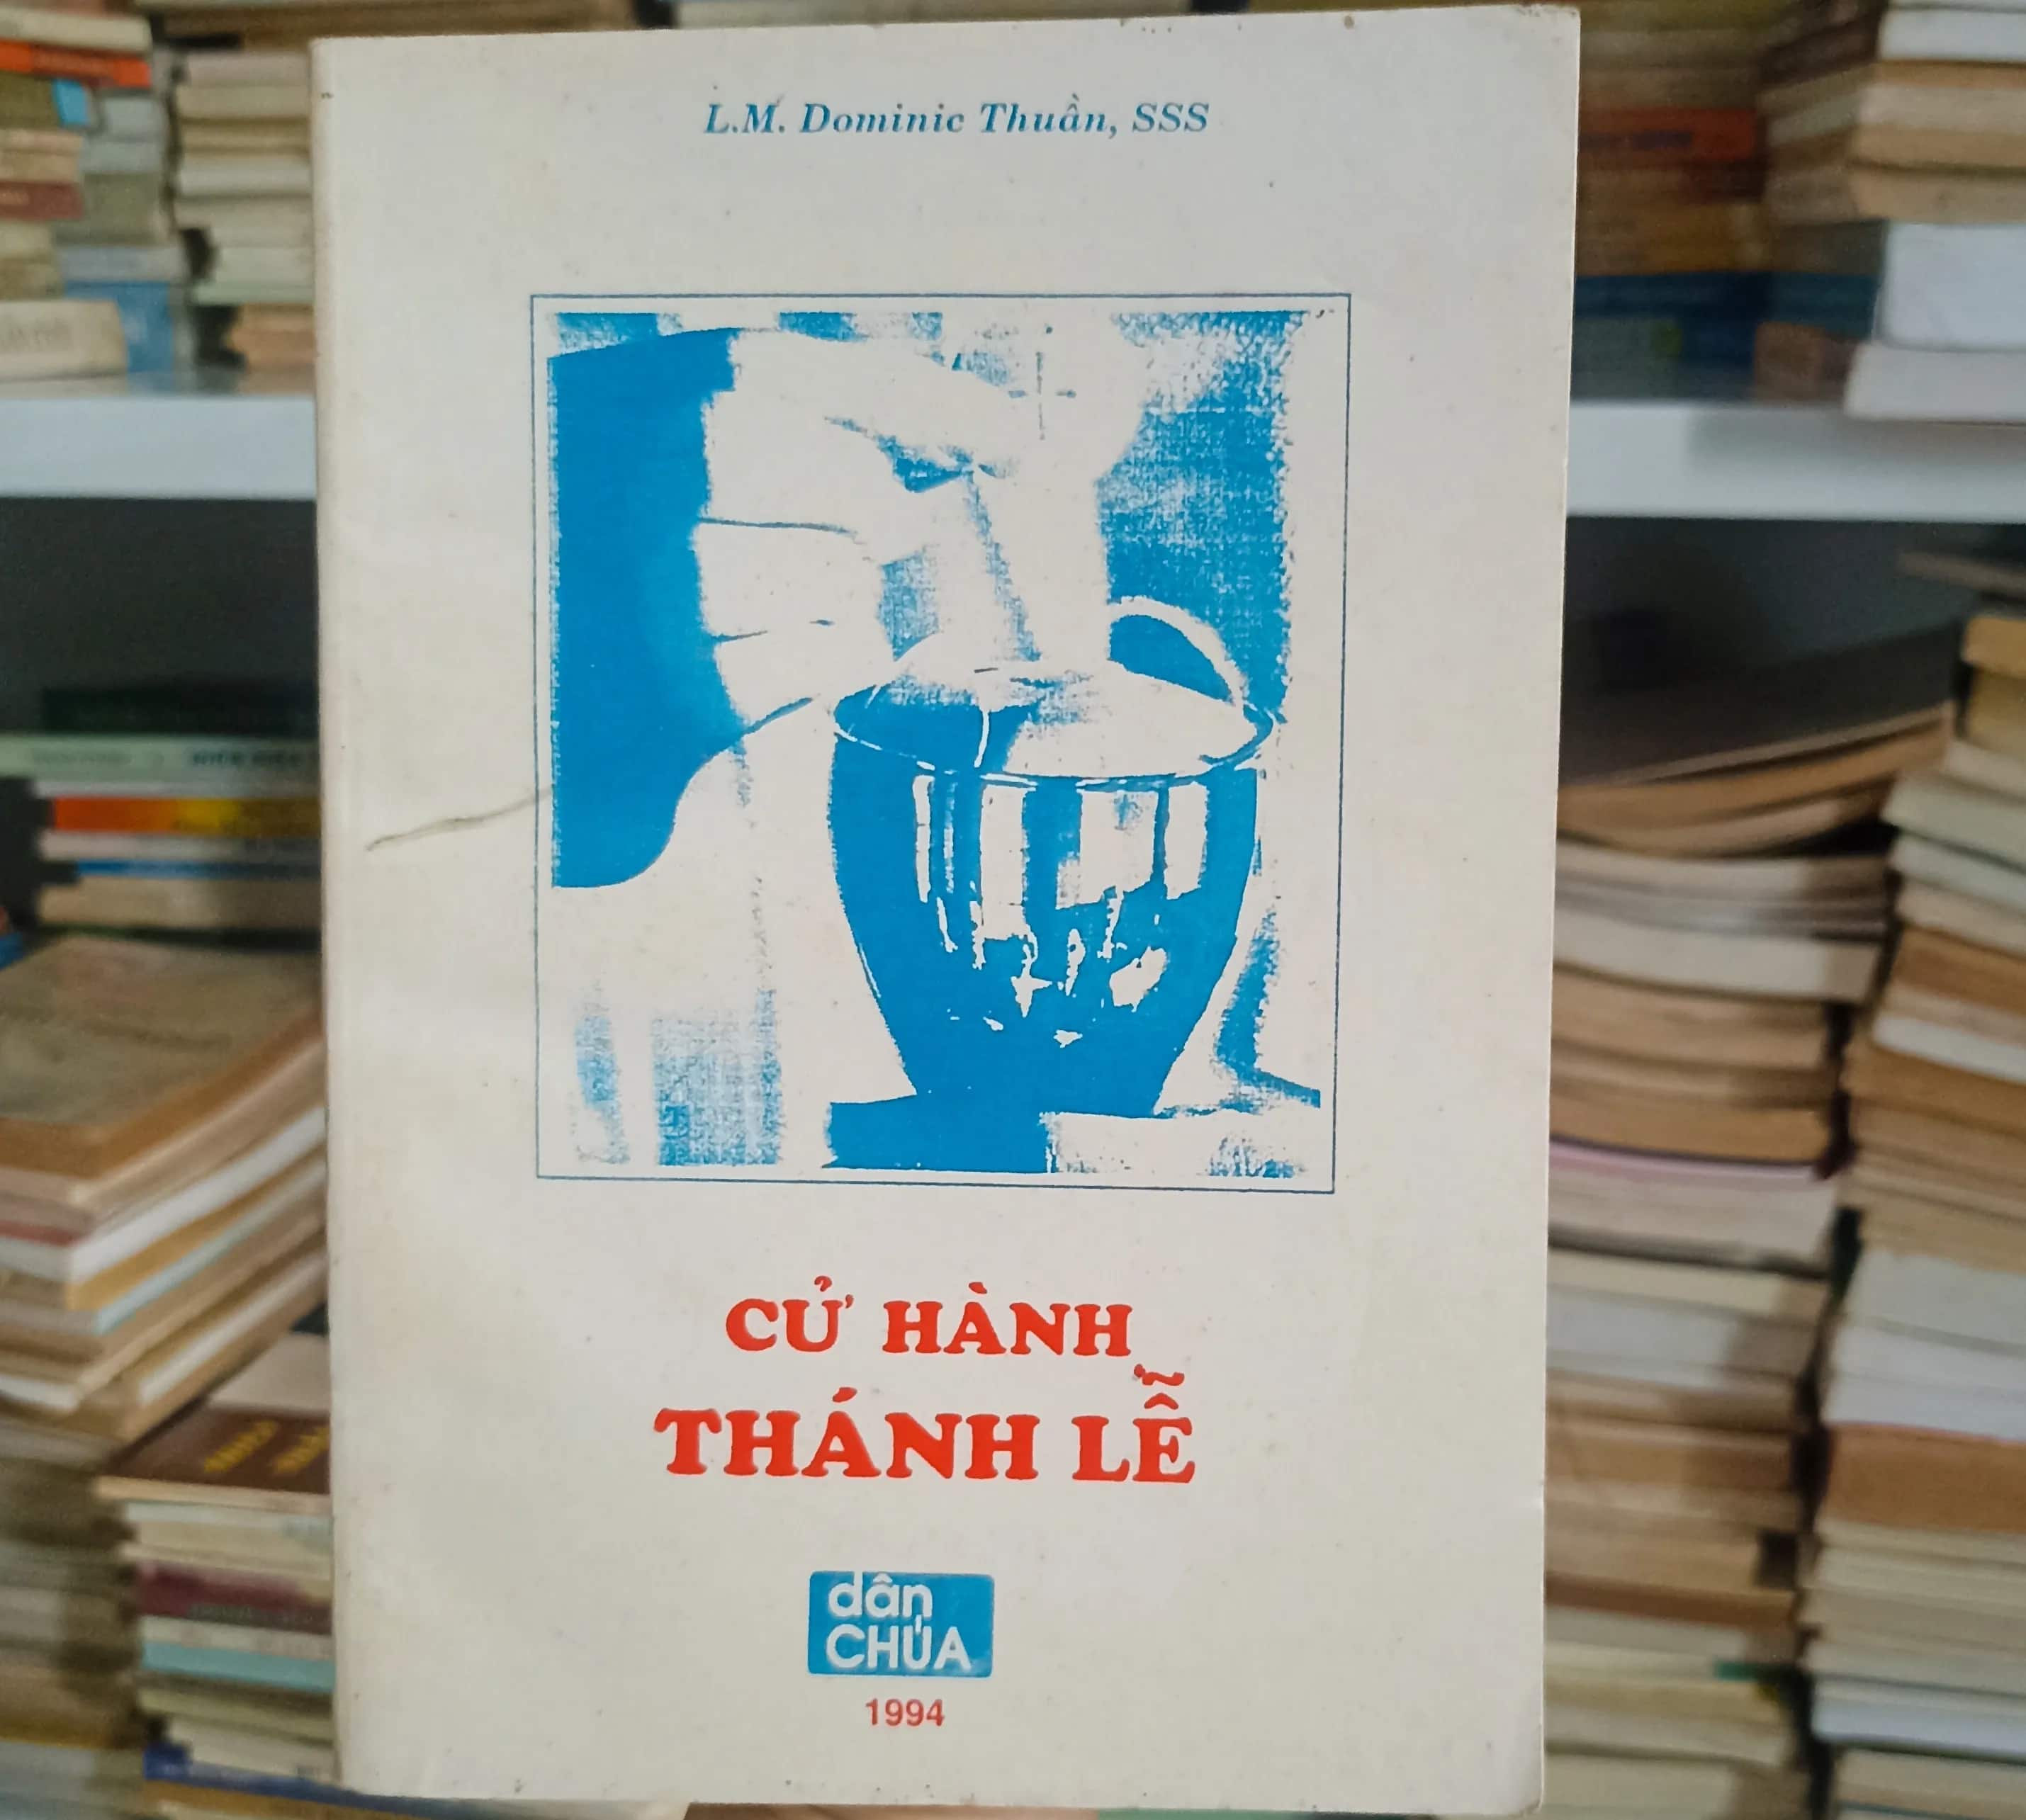 L.M. Dominic Thuần, SSS
CỬ HÀNH
THÁNH LỄ
dân
CHÚA
1994